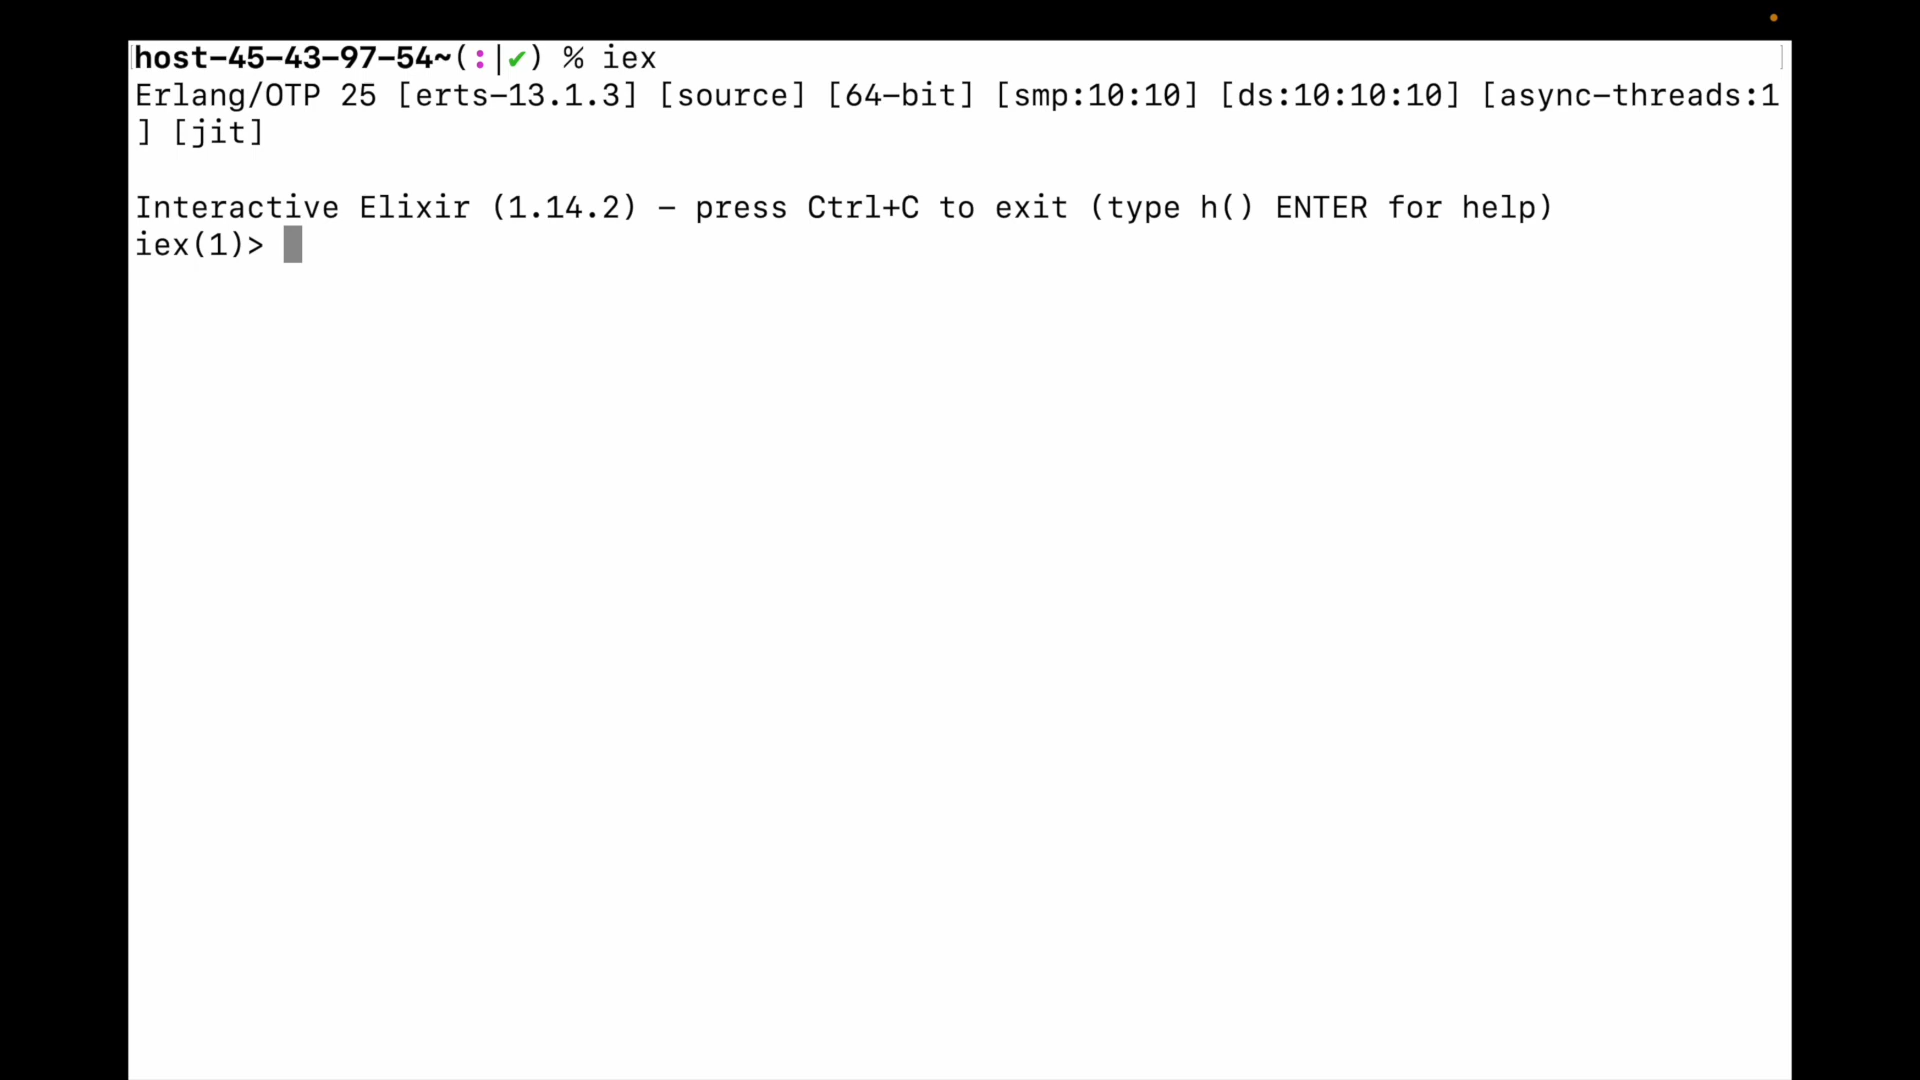 host-45-43-97-54~(:|✔) % iex
Erlang/OTP 25 [erts-13.1.3] [source] [64-bit] [smp:10:10] [ds:10:10:10] [async-threads:1
] [jit]
Interactive Elixir (1.14.2) - press Ctrl+C to exit (type h() ENTER for help)
iex(1)>